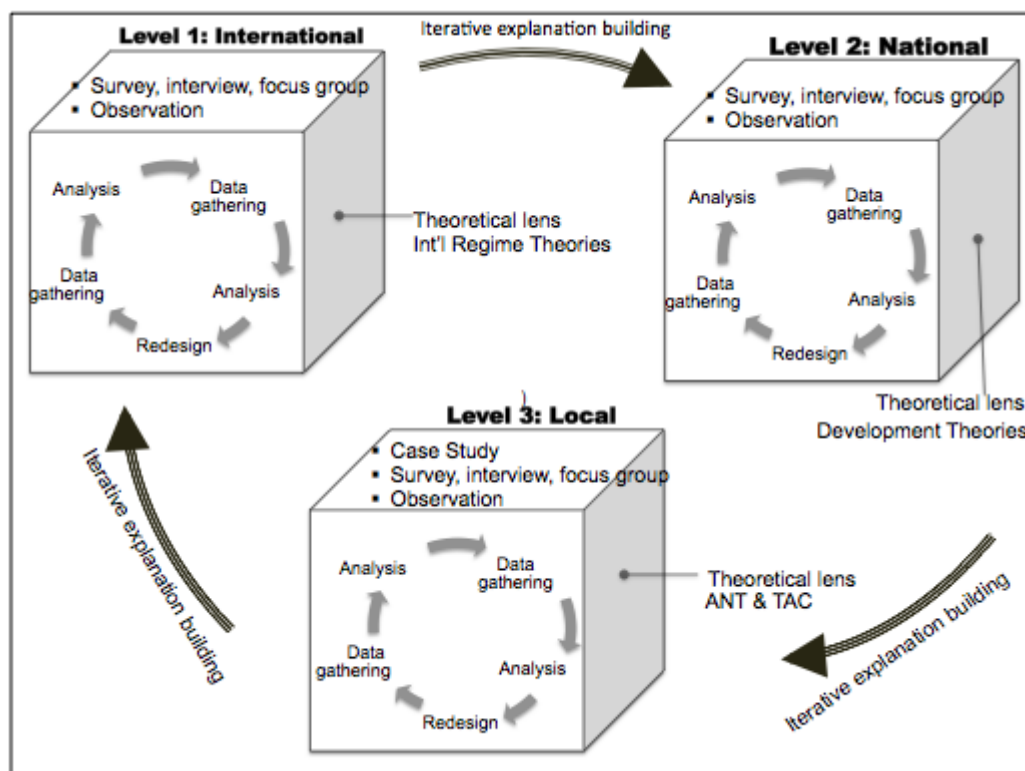 Level 1: International
▪ Survey, interview, focus group
▪ Observation
Analysis
Data
gathering
Analysis
Redesign
Data
gathering
Theoretical lens
Int'l Regime Theories
Iterative explanation building
Level 2: National
▪ Survey, interview, focus group
▪ Observation
Analysis
Data
gathering
Analysis
Redesign
Data
gathering
Theoretical lens
Development Theories
Iterative explanation building
)
Level 3: Local
▪ Case Study
▪ Survey, interview, focus group
▪ Observation
Analysis
Data
gathering
Analysis
Redesign
Data
gathering
Theoretical lens
ANT & TAC
Iterative explanation building